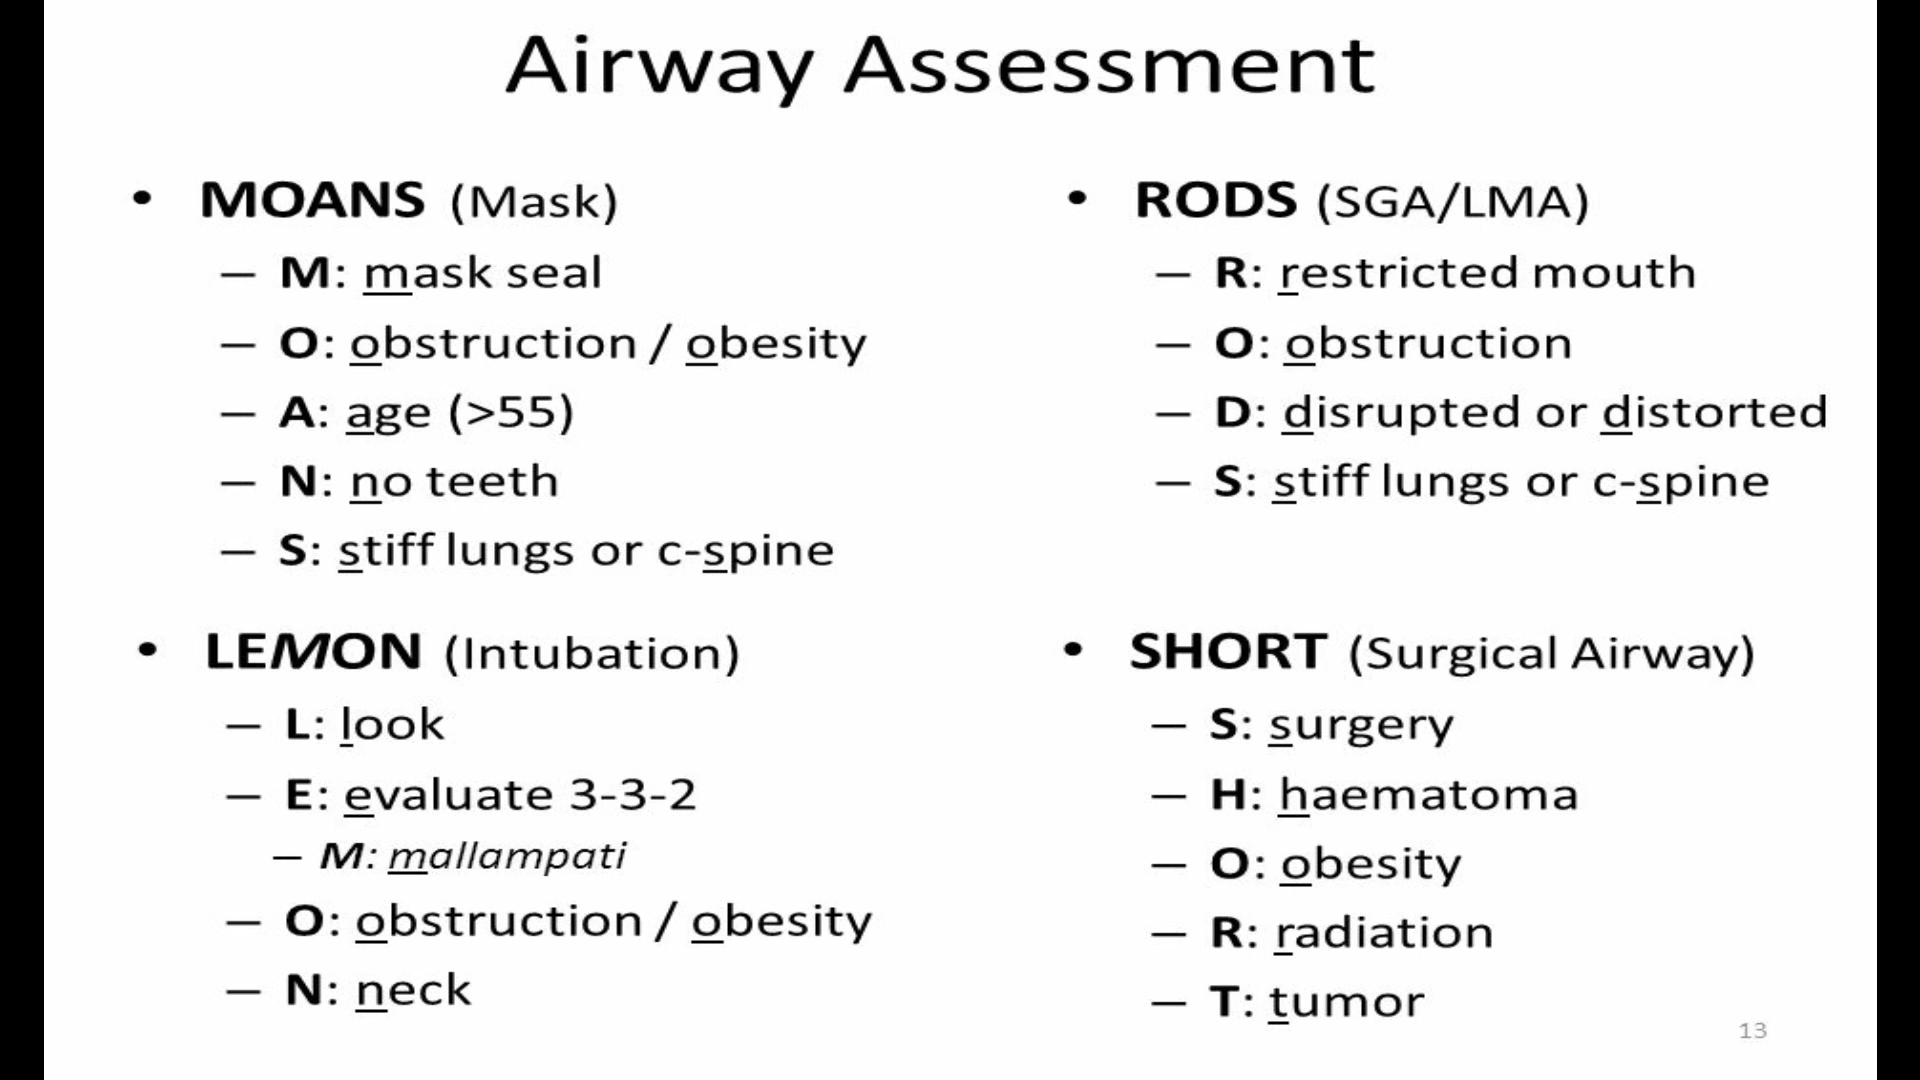 Airway Assessment
• MOANS (Mask)
– M: mask seal
– O: obstruction / obesity
– A: age (>55)
– N: no teeth
– S: stiff lungs or c-spine
• LEMON (Intubation)
– L: look
– E: evaluate 3-3-2
– M: mallampati
– O: obstruction / obesity
– N: neck
• RODS (SGA/LMA)
– R: restricted mouth
– O: obstruction
– D: disrupted or distorted
– S: stiff lungs or c-spine
• SHORT (Surgical Airway)
– S: surgery
– H: haematoma
– O: obesity
– R: radiation
– T: tumor
13